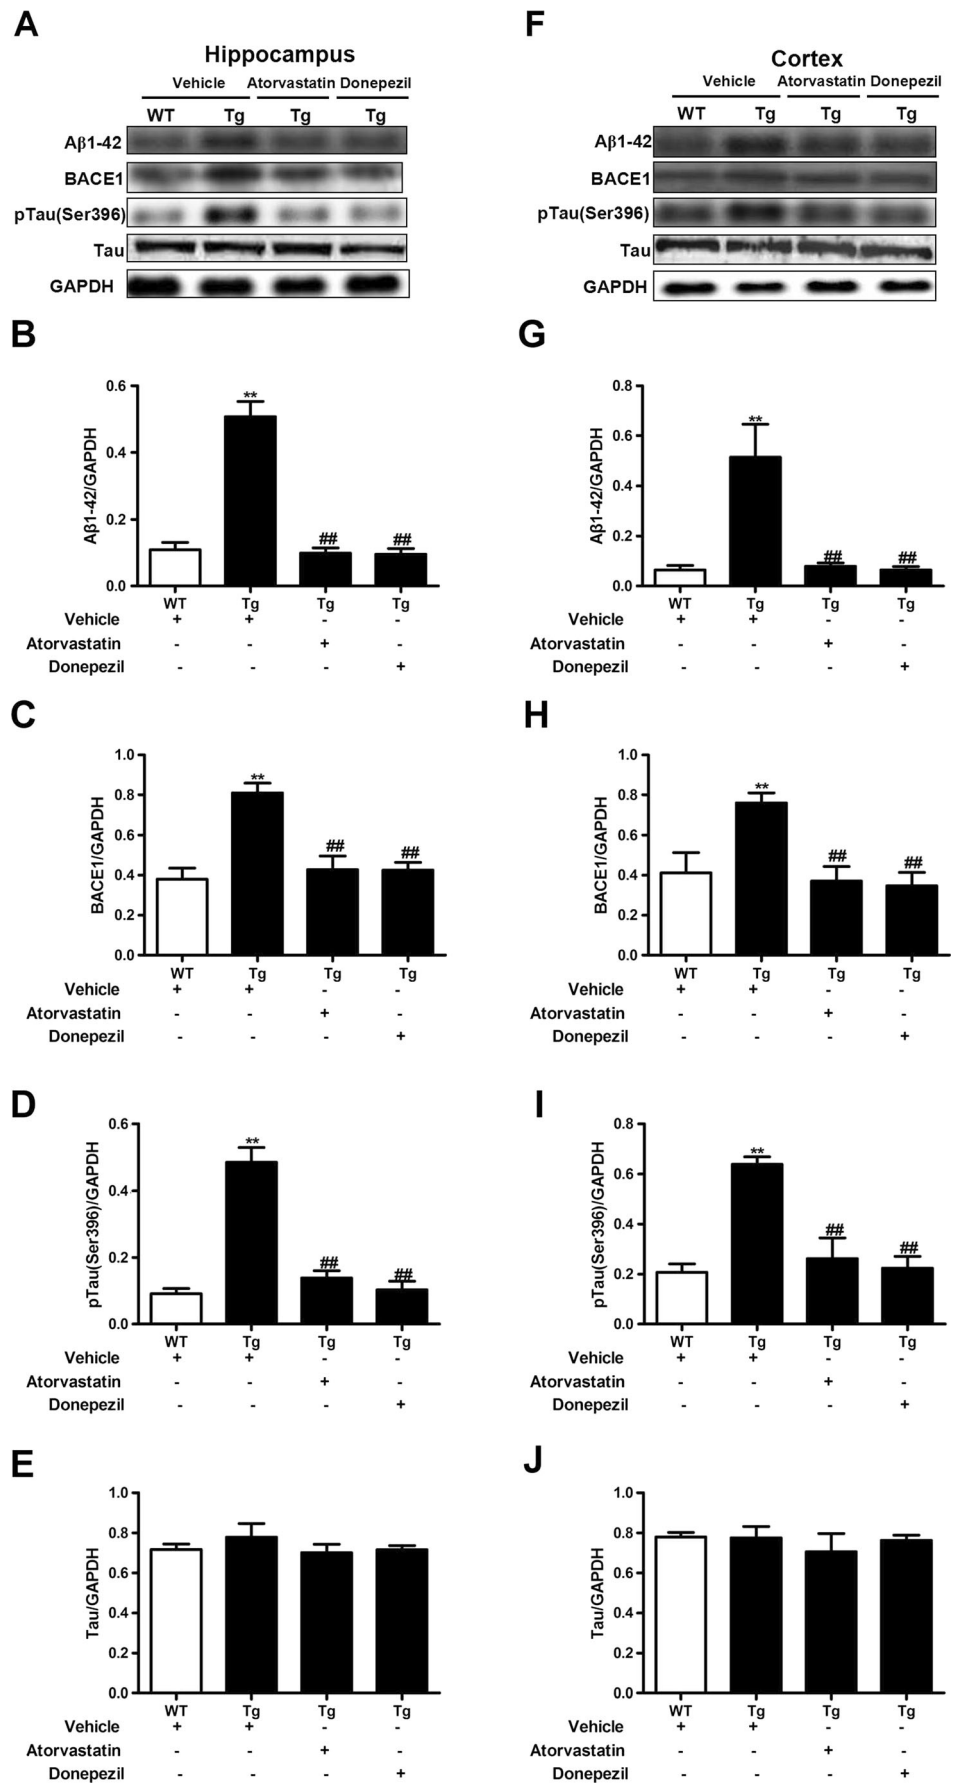 A
Hippocampus
Vehicle Atorvastatin Donepezil
WT Tg Tg Tg
Aβ1-42
BACE1
pTau(Ser396)
Tau
GAPDH
F
Cortex
Vehicle Atorvastatin Donepezil
WT Tg Tg Tg
Aβ1-42
BACE1
pTau(Ser396)
Tau
GAPDH
B
Aβ1-42/GAPDH
0.6
0.4
0.2
0.0
**
## ##
WT Tg Tg Tg
Vehicle + + - -
Atorvastatin - - + -
Donepezil - - - +
G
Aβ1-42/GAPDH
0.8
0.6
0.4
0.2
0.0
**
## ##
WT Tg Tg Tg
Vehicle + + - -
Atorvastatin - - + -
Donepezil - - - +
C
BACE1/GAPDH
1.0
0.8
0.6
0.4
0.2
0.0
**
## ##
WT Tg Tg Tg
Vehicle + + - -
Atorvastatin - - + -
Donepezil - - - +
H
BACE1/GAPDH
1.0
0.8
0.6
0.4
0.2
0.0
**
## ##
WT Tg Tg Tg
Vehicle + + - -
Atorvastatin - - + -
Donepezil - - - +
D
pTau(Ser396)/GAPDH
0.6
0.4
0.2
0.0
**
## ##
WT Tg Tg Tg
Vehicle + + - -
Atorvastatin - - + -
Donepezil - - - +
I
pTau(Ser396)/GAPDH
0.8
0.6
0.4
0.2
0.0
**
## ##
WT Tg Tg Tg
Vehicle + + - -
Atorvastatin - - + -
Donepezil - - - +
E
Tau/GAPDH
1.0
0.8
0.6
0.4
0.2
0.0
WT Tg Tg Tg
Vehicle + + - -
Atorvastatin - - + -
Donepezil - - - +
J
Tau/GAPDH
1.0
0.8
0.6
0.4
0.2
0.0
WT Tg Tg Tg
Vehicle + + - -
Atorvastatin - - + -
Donepezil - - - +